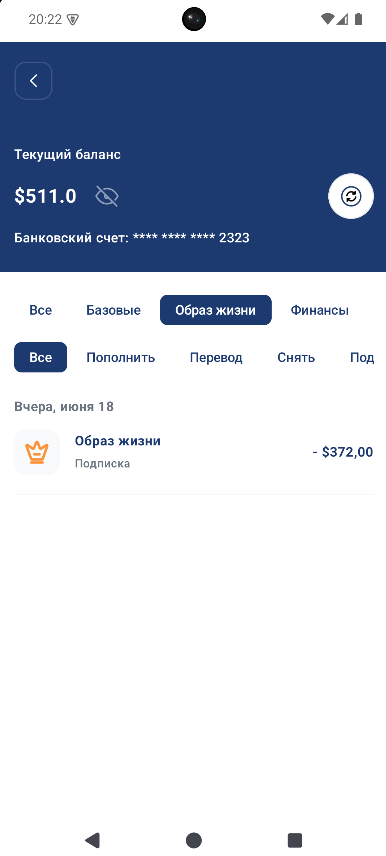 20:22
Текущий баланс
$511.0
Банковский счет: **** **** **** 2323
Все Базовые Образ жизни Финансы
Все Пополнить Перевод Снять Под
Вчера, июня 18
Образ жизни
Подписка
- $372,00